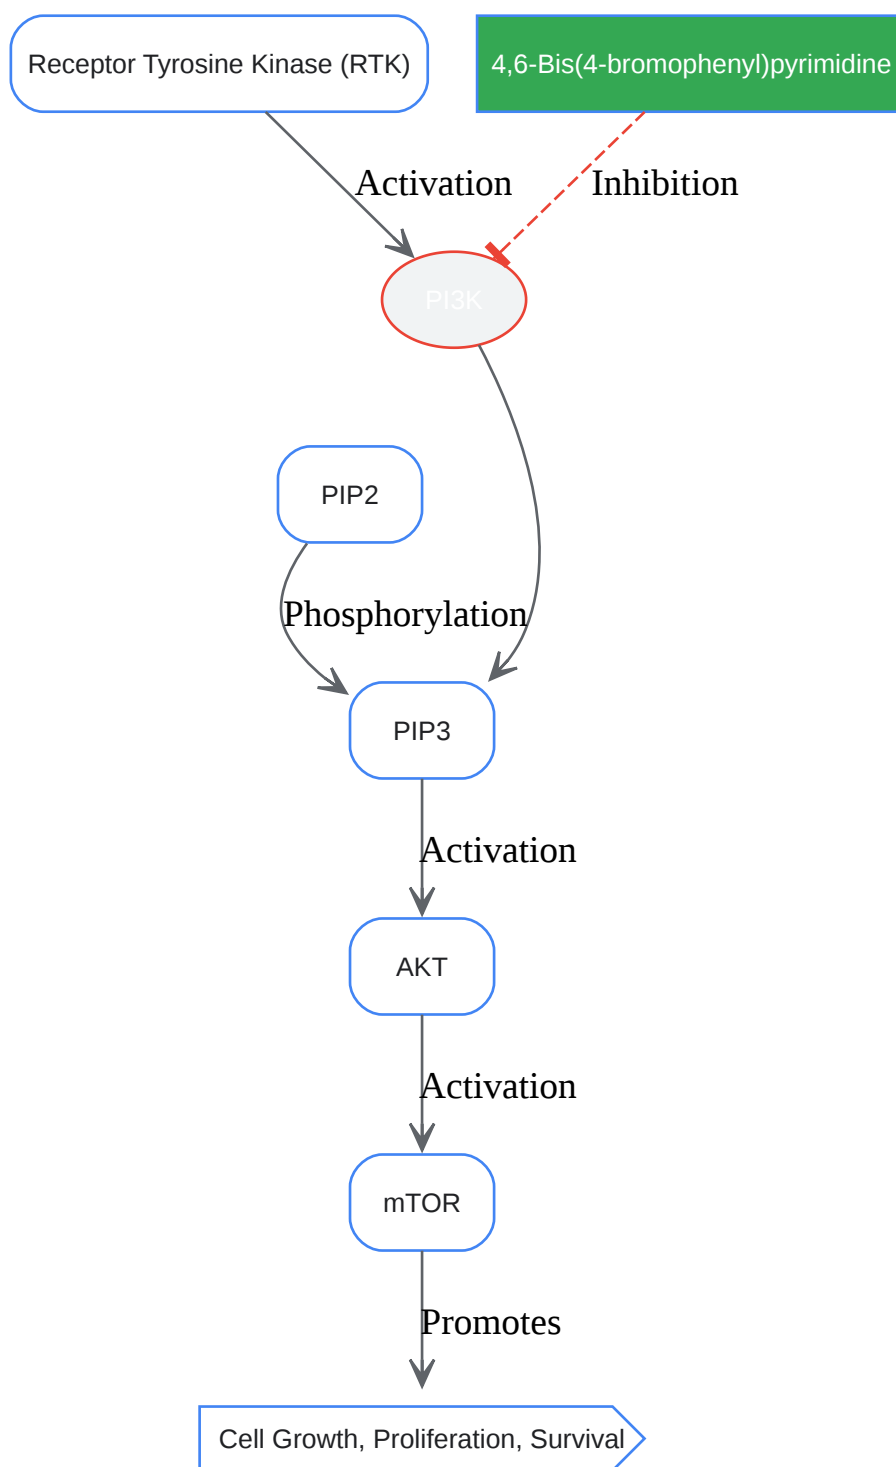 Receptor Tyrosine Kinase (RTK)
4,6-Bis(4-bromophenyl)pyrimidine
Activation
Inhibition
PI3K
PIP2
Phosphorylation
PIP3
Activation
AKT
Activation
mTOR
Promotes
Cell Growth, Proliferation, Survival